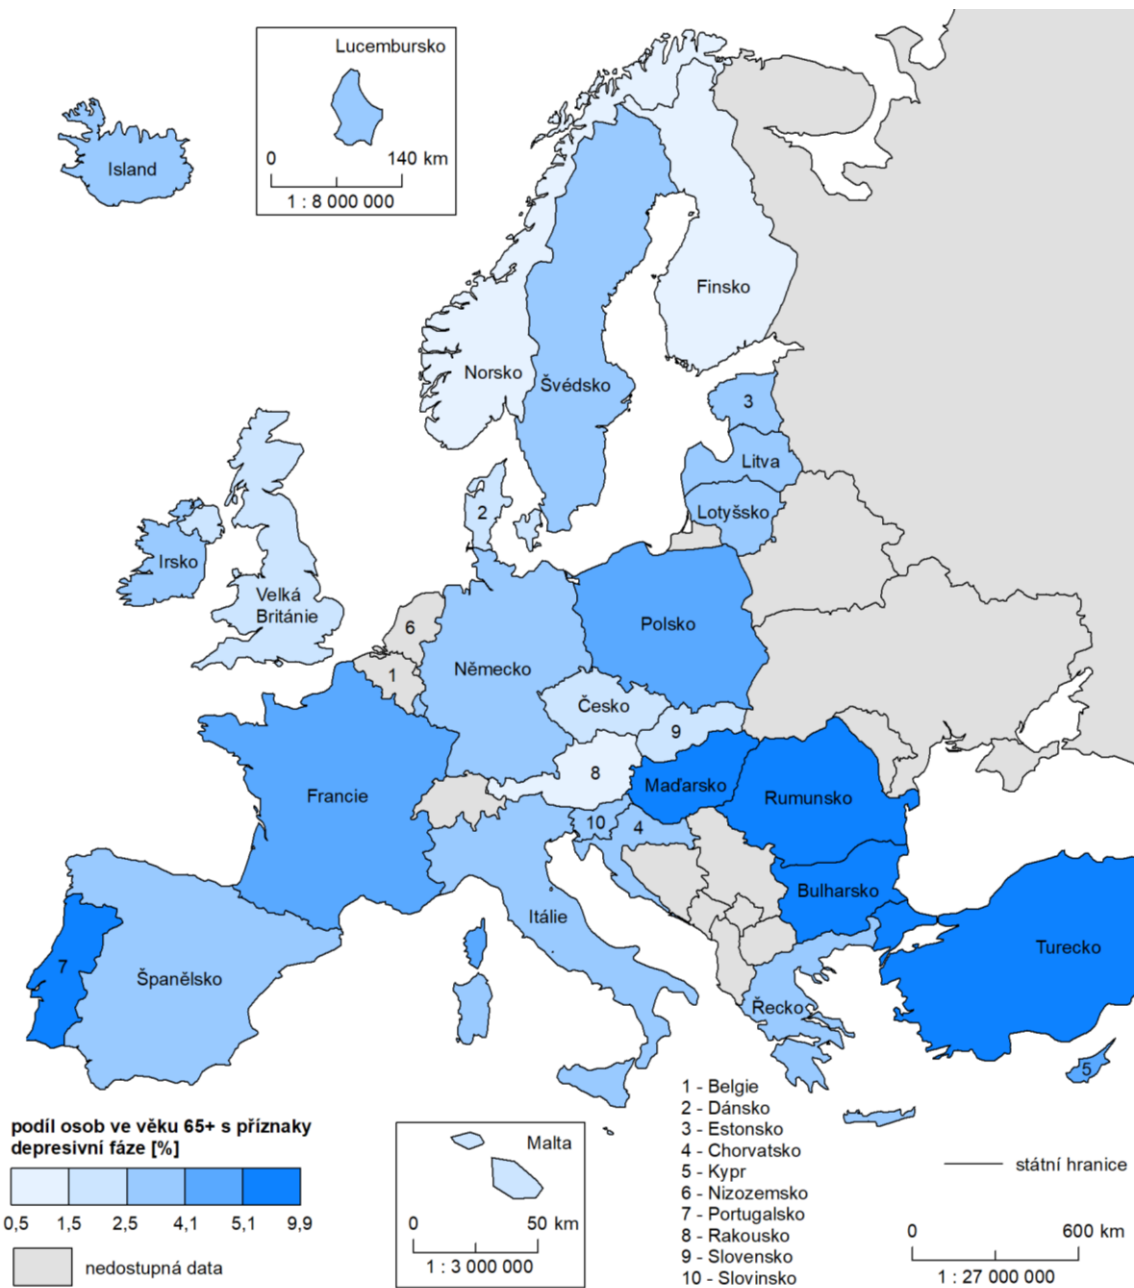 Lucembursko
0 140 km
1 : 8 000 000
Island
Finsko
Norsko
Švédsko
3
Litva
Lotyšsko
2
Irsko
Velká
Británie
6
Polsko
1
Německo
Česko
9
8
Maďarsko
Rumunsko
Francie
10
4
Bulharsko
Itálie
Turecko
7
Španělsko
Řecko
5
podíl osob ve věku 65+ s příznaky
depresivní fáze [%]
0,5 1,5 2,5 4,1 5,1 9,9
nedostupná data
Malta
0 50 km
1 : 3 000 000
1 - Belgie
2 - Dánsko
3 - Estonsko
4 - Chorvatsko
5 - Kypr
6 - Nizozemsko
7 - Portugalsko
8 - Rakousko
9 - Slovensko
10 - Slovinsko
státní hranice
0 600 km
1 : 27 000 000